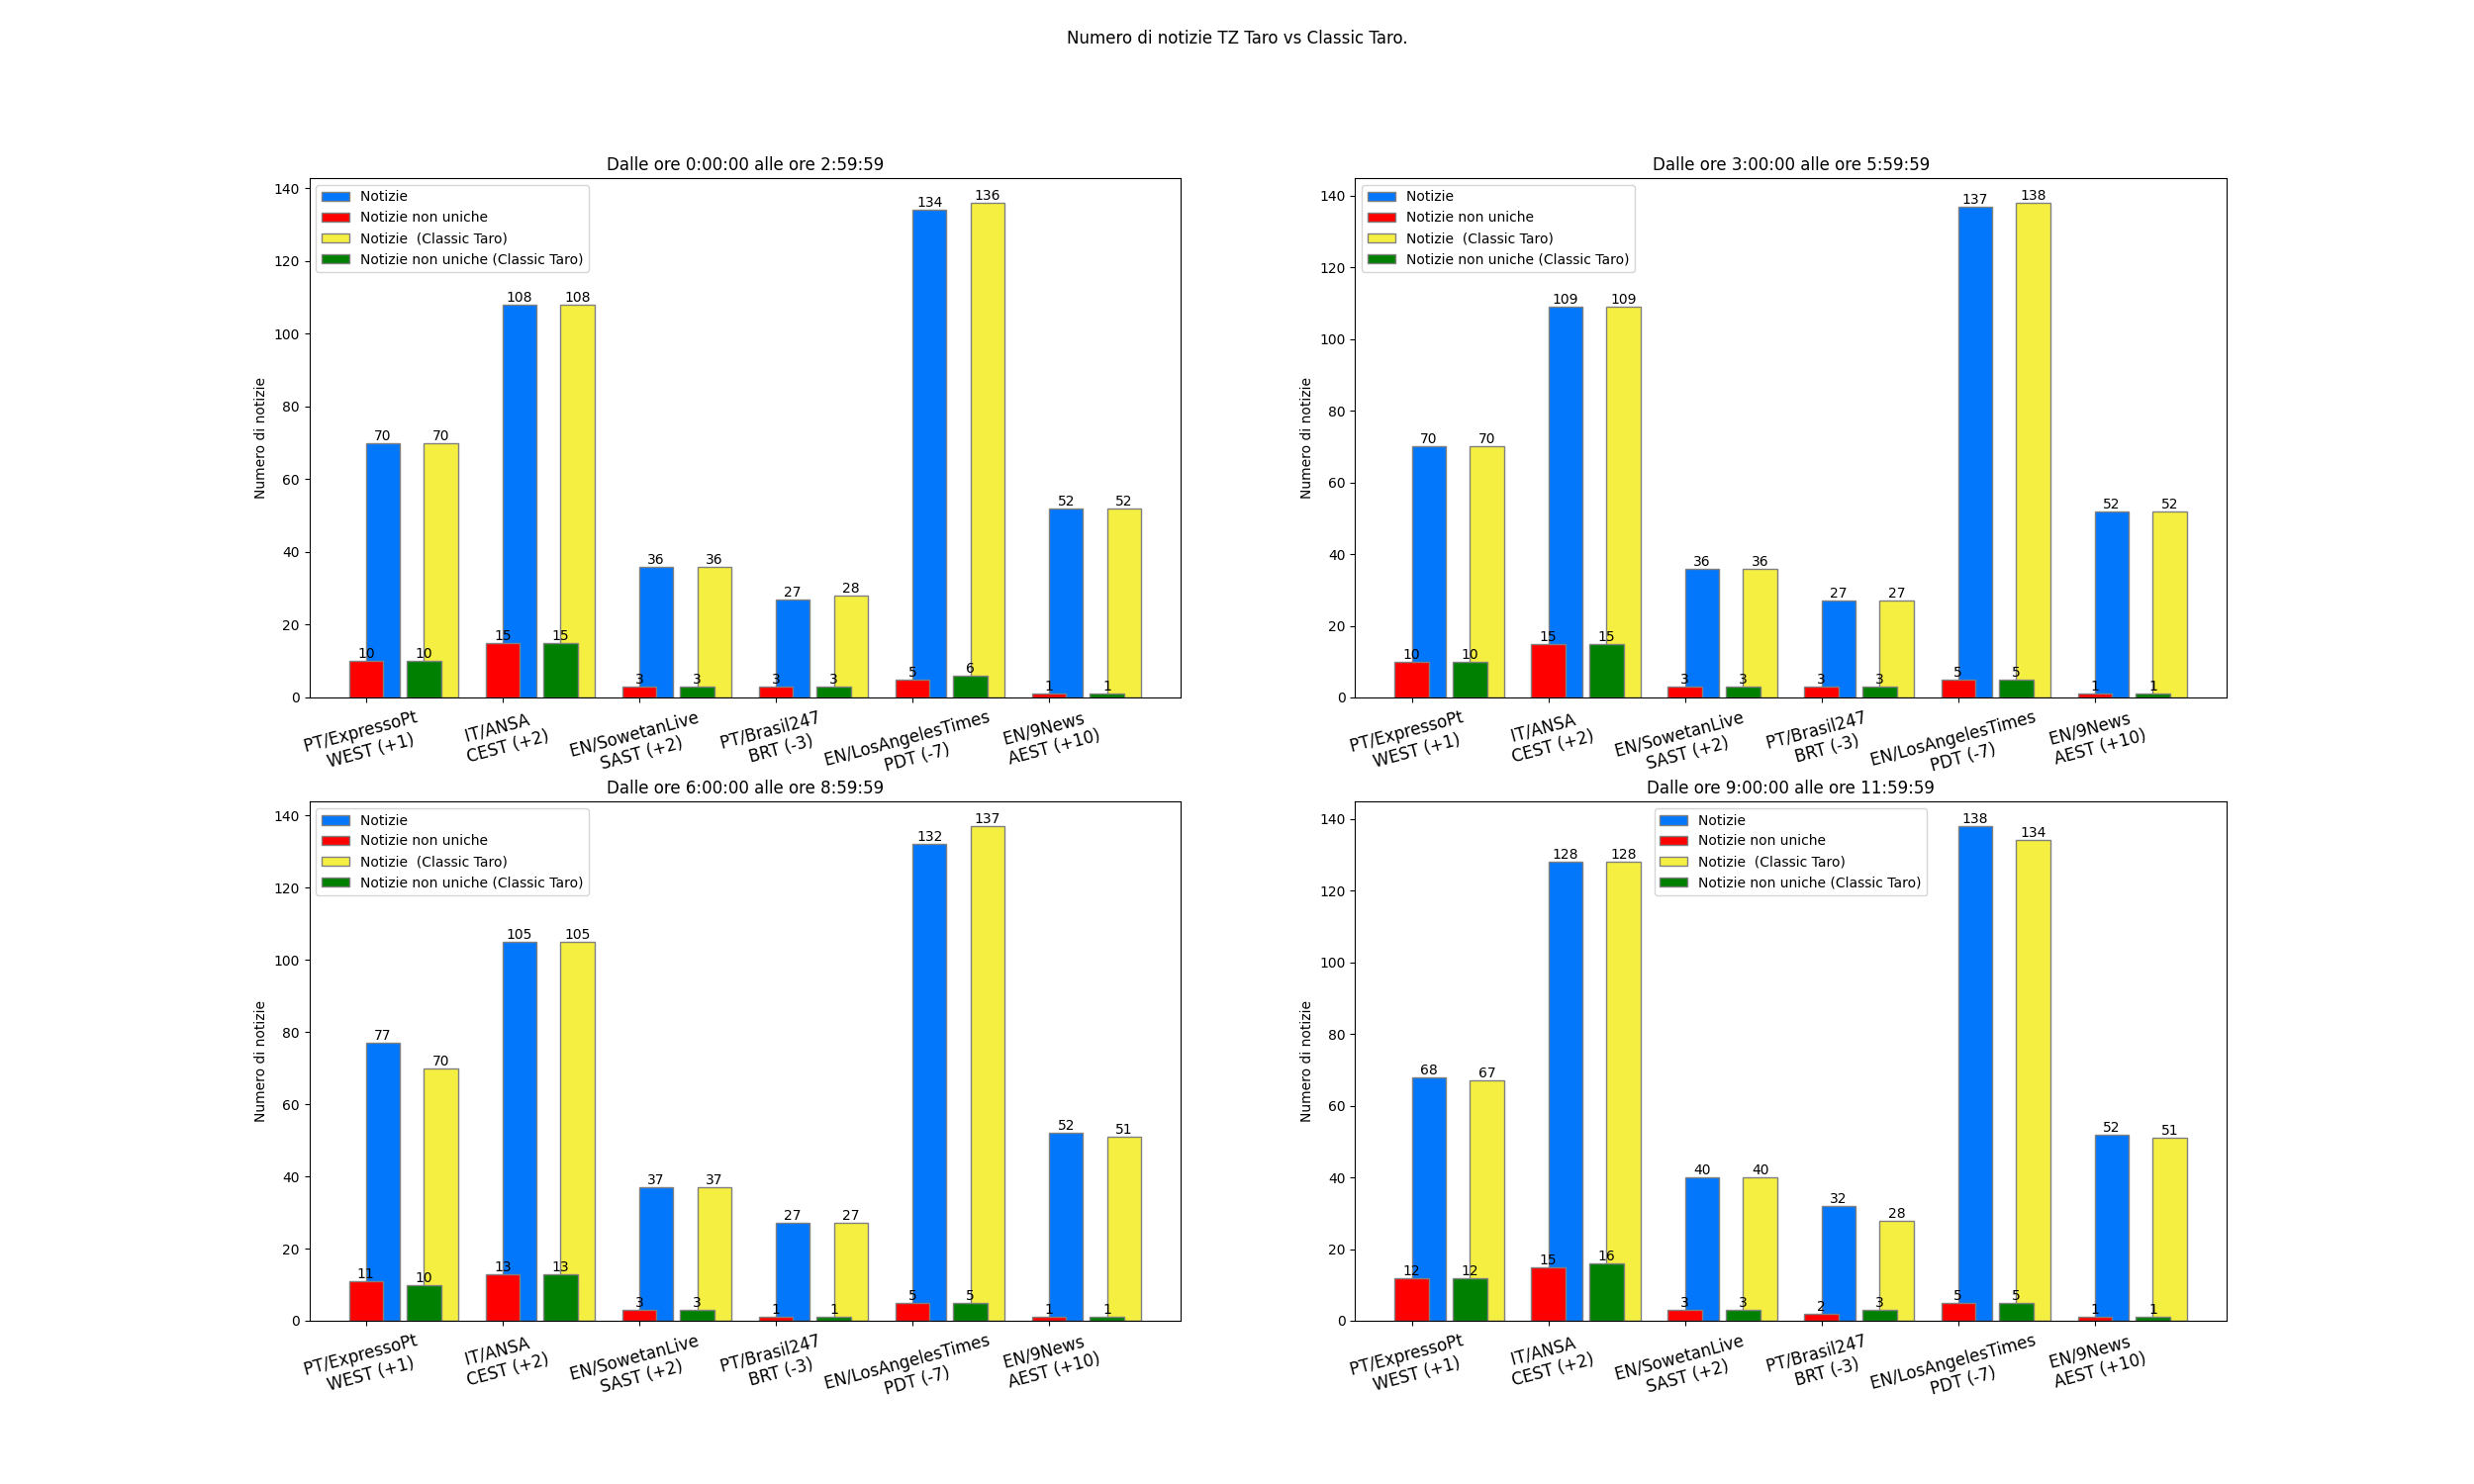 Numero di notizie TZ Taro vs Classic Taro.
Dalle ore 0:00:00 alle ore 2:59:59
Notizie
Notizie non uniche
Notizie  (Classic Taro)
Notizie non uniche (Classic Taro)
Numero di notizie
140
120
100
80
60
40
20
0
70 70 108 108 36 36 27 28 134 136 52 52
10 10 15 15 3 3 3 3 5 6 1 1
PT/ExpressoPt
WEST (+1)
IT/ANSA
CEST (+2)
EN/SowetanLive
SAST (+2)
PT/Brasil247
BRT (-3)
EN/LosAngelesTimes
PDT (-7)
EN/9News
AEST (+10)
Dalle ore 3:00:00 alle ore 5:59:59
Notizie
Notizie non uniche
Notizie  (Classic Taro)
Notizie non uniche (Classic Taro)
Numero di notizie
140
120
100
80
60
40
20
0
70 70 109 109 36 36 27 27 137 138 52 52
10 10 15 15 3 3 3 3 5 5 1 1
PT/ExpressoPt
WEST (+1)
IT/ANSA
CEST (+2)
EN/SowetanLive
SAST (+2)
PT/Brasil247
BRT (-3)
EN/LosAngelesTimes
PDT (-7)
EN/9News
AEST (+10)
Dalle ore 6:00:00 alle ore 8:59:59
Notizie
Notizie non uniche
Notizie  (Classic Taro)
Notizie non uniche (Classic Taro)
Numero di notizie
140
120
100
80
60
40
20
0
77 70 105 105 37 37 27 27 132 137 52 51
11 10 13 13 3 3 1 1 5 5 1 1
PT/ExpressoPt
WEST (+1)
IT/ANSA
CEST (+2)
EN/SowetanLive
SAST (+2)
PT/Brasil247
BRT (-3)
EN/LosAngelesTimes
PDT (-7)
EN/9News
AEST (+10)
Dalle ore 9:00:00 alle ore 11:59:59
Notizie
Notizie non uniche
Notizie  (Classic Taro)
Notizie non uniche (Classic Taro)
Numero di notizie
140
120
100
80
60
40
20
0
68 67 128 128 40 40 32 28 138 134 52 51
12 12 15 16 3 3 2 3 5 5 1 1
PT/ExpressoPt
WEST (+1)
IT/ANSA
CEST (+2)
EN/SowetanLive
SAST (+2)
PT/Brasil247
BRT (-3)
EN/LosAngelesTimes
PDT (-7)
EN/9News
AEST (+10)